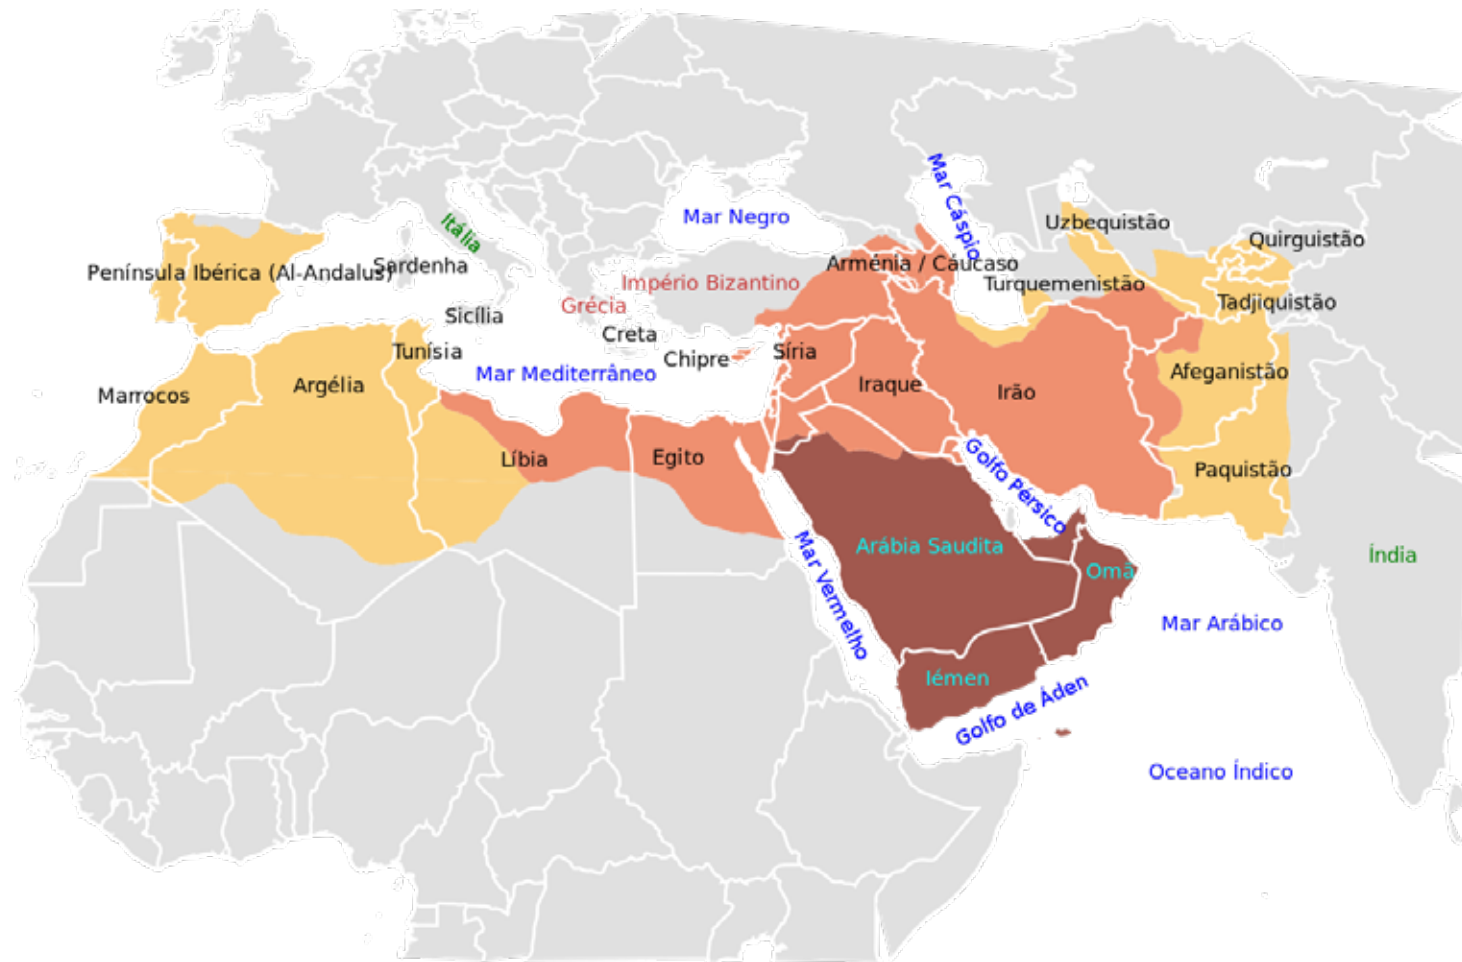 Mar Cáspio
Mar Negro
Uzbequistão
Itália
Quirguistão
Península Ibérica (Al-Andalus)
Sardenha
Arménia / Cáucaso
Império Bizantino
Turquemenistão
Grécia
Tadjiquistão
Sicília
Creta
Tunísia
Chipre
Síria
Mar Mediterrâneo
Afeganistão
Argélia
Iraque
Irão
Marrocos
Líbia
Egito
Golfo Pérsico
Paquistão
Arábia Saudita
Índia
Omã
Mar Vermelho
Mar Arábico
Iémen
Golfo de Áden
Oceano Índico